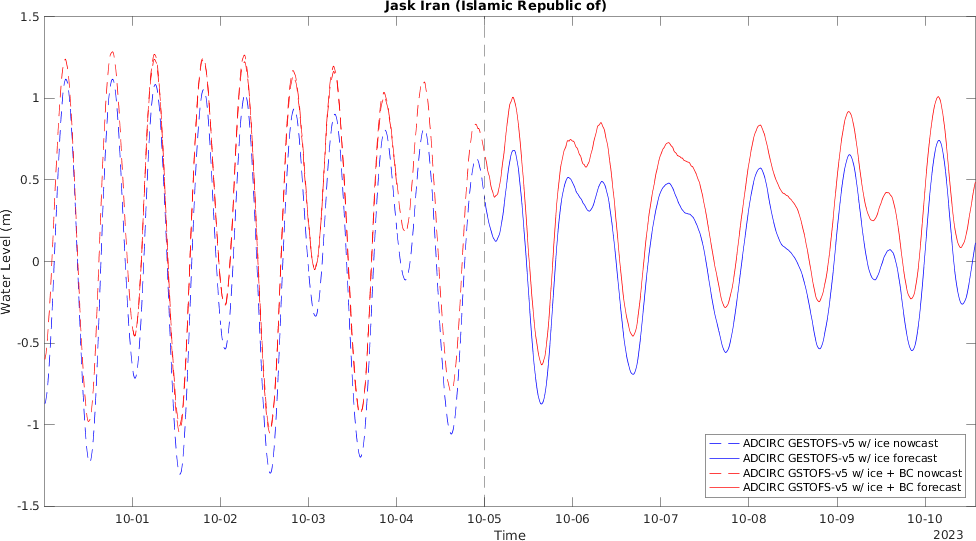 Jask Iran (Islamic Republic of)
1.5
1
0.5
0
-0.5
-1
-1.5
Water Level (m)
10-01
10-02
10-03
10-04
10-05
10-06
10-07
10-08
10-09
10-10
Time
2023
ADCIRC GESTOFS-v5 w/ ice nowcast
ADCIRC GESTOFS-v5 w/ ice forecast
ADCIRC GSTOFS-v5 w/ ice + BC nowcast
ADCIRC GSTOFS-v5 w/ ice + BC forecast